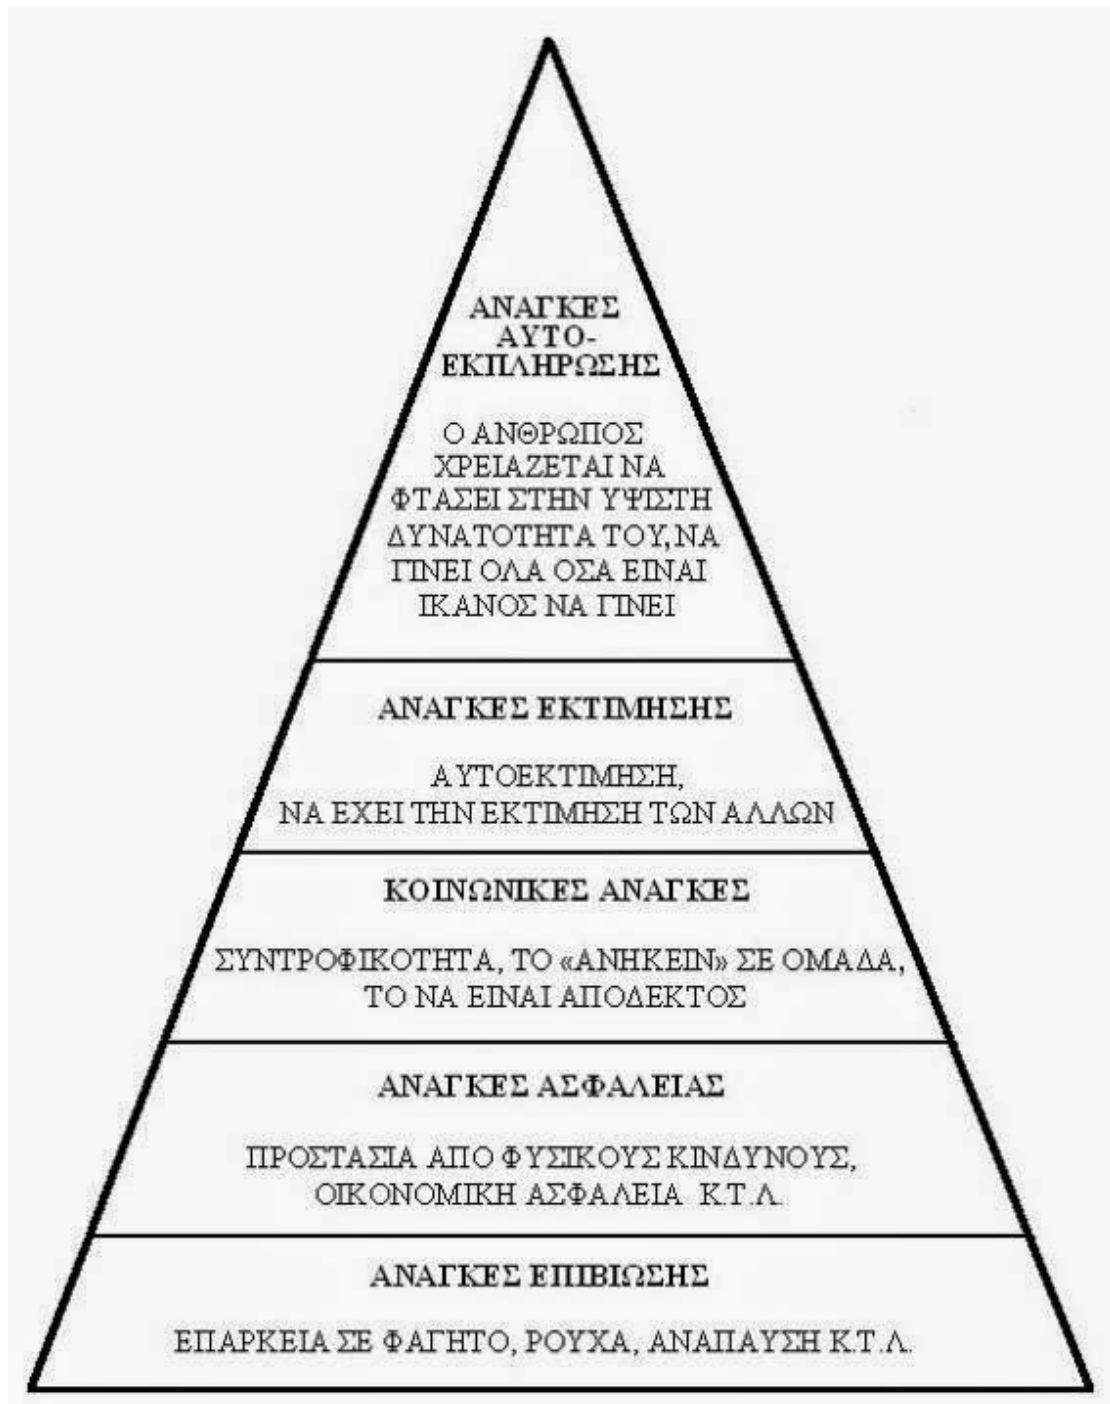 ΑΝΑΓΚΕΣ
ΑΥΤΟ-
ΕΚΠΛΗΡΩΣΗΣ
Ο ΑΝΘΡΩΠΟΣ
ΧΡΕΙΑΖΕΤΑΙ ΝΑ
ΦΤΑΣΕΙ ΣΤΗΝ ΥΨΙΣΤΗ
ΔΥΝΑΤΟΤΗΤΑ ΤΟΥ, ΝΑ
ΓΙΝΕΙ ΟΛΑ ΟΣΑ ΕΙΝΑΙ
ΙΚΑΝΟΣ ΝΑ ΓΙΝΕΙ
ΑΝΑΓΚΕΣ ΕΚΤΙΜΗΣΗΣ
ΑΥΤΟΕΚΤΙΜΗΣΗ,
ΝΑ ΕΧΕΙ ΤΗΝ ΕΚΤΙΜΗΣΗ ΤΩΝ ΑΛΛΩΝ
ΚΟΙΝΩΝΙΚΕΣ ΑΝΑΓΚΕΣ
ΣΥΝΤΡΟΦΙΚΟΤΗΤΑ, ΤΟ «ΑΝΗΚΕΙΝ» ΣΕ ΟΜΑΔΑ,
ΤΟ ΝΑ ΕΙΝΑΙ ΑΠΟΔΕΚΤΟΣ
ΑΝΑΓΚΕΣ ΑΣΦΑΛΕΙΑΣ
ΠΡΟΣΤΑΣΙΑ ΑΠΟ ΦΥΣΙΚΟΥΣ ΚΙΝΔΥΝΟΥΣ,
ΟΙΚΟΝΟΜΙΚΗ ΑΣΦΑΛΕΙΑ Κ.Τ.Λ.
ΑΝΑΓΚΕΣ ΕΠΙΒΙΩΣΗΣ
ΕΠΑΡΚΕΙΑ ΣΕ ΦΑΓΗΤΟ, ΡΟΥΧΑ, ΑΝΑΠΑΥΣΗ Κ.Τ.Λ.